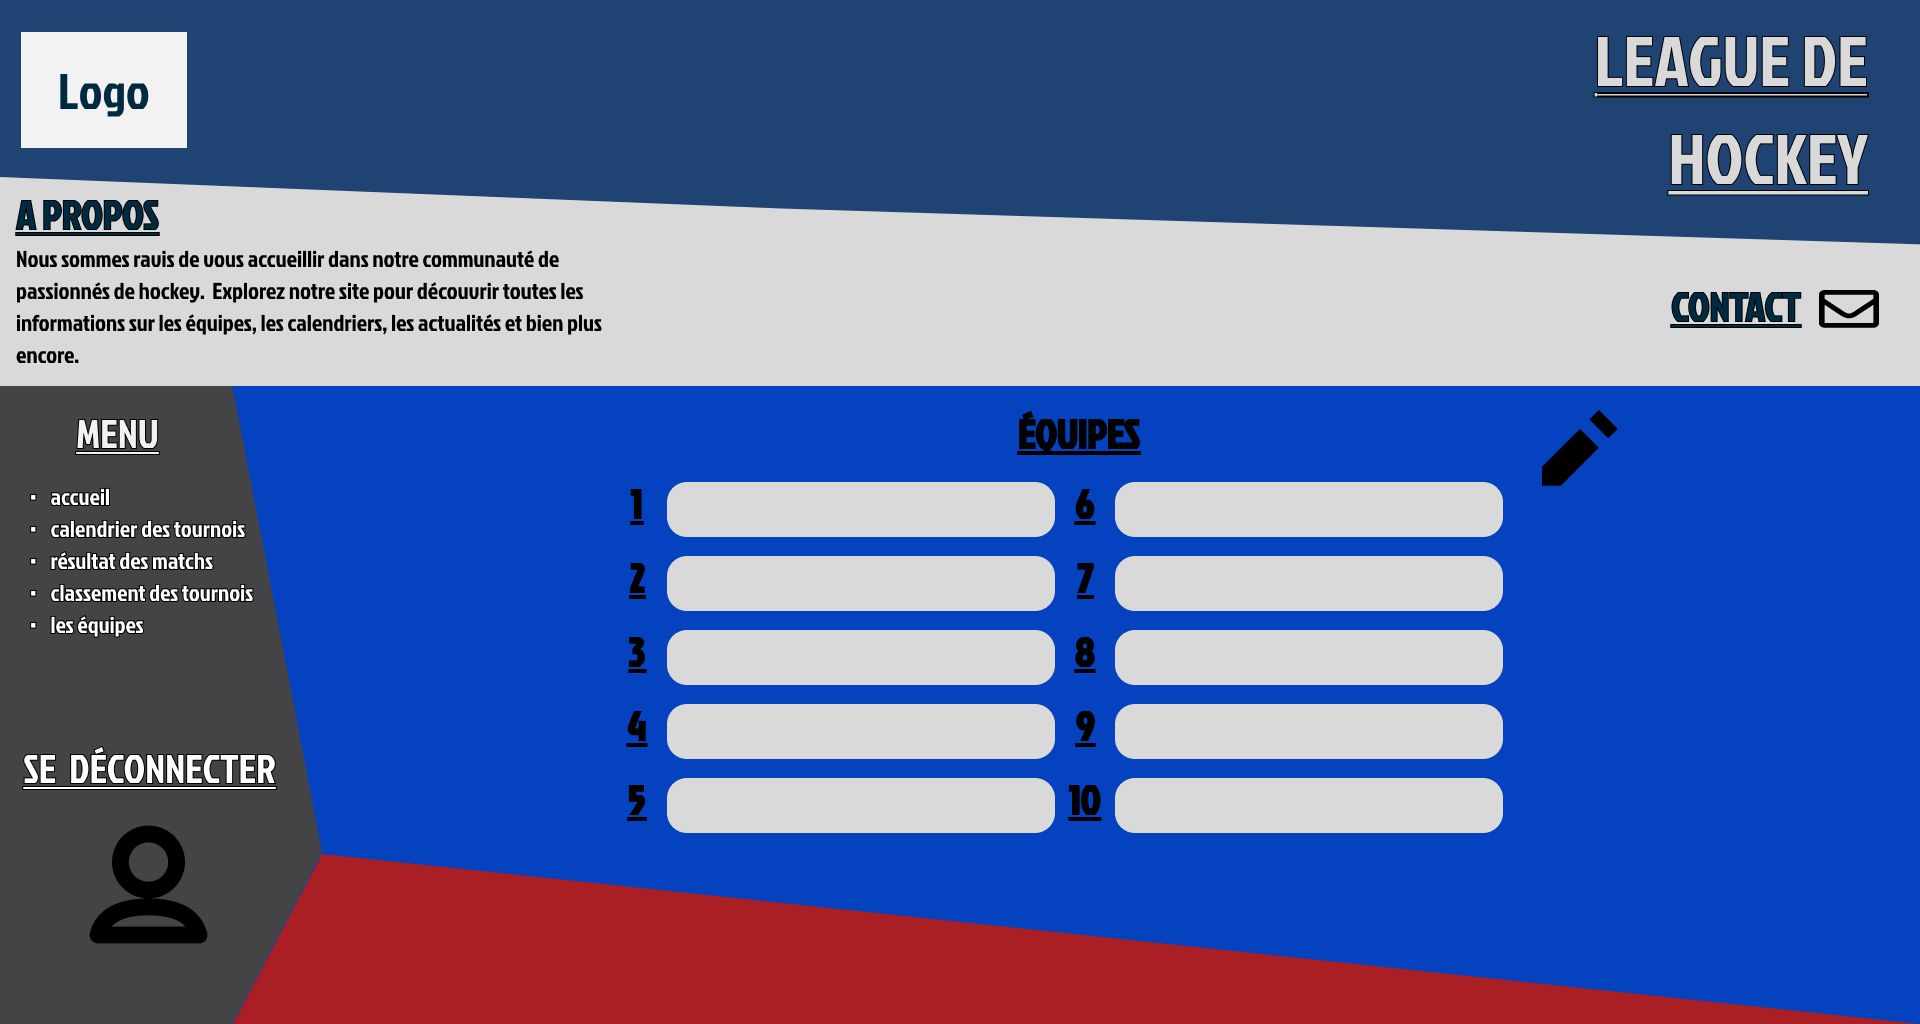 Logo
LEAGUE DE
HOCKEY
A PROPOS
Nous sommes ravis de vous accueillir dans notre communauté de
passionnés de hockey. Explorez notre site pour découvrir toutes les
informations sur les équipes, les calendriers, les actualités et bien plus
encore.
CONTACT
MENU
▪ accueil
▪ calendrier des tournois
▪ résultat des matchs
▪ classement des tournois
▪ les équipes
SE DÉCONNECTER
ÉQUIPES
1
2
3
4
5
6
7
8
9
10